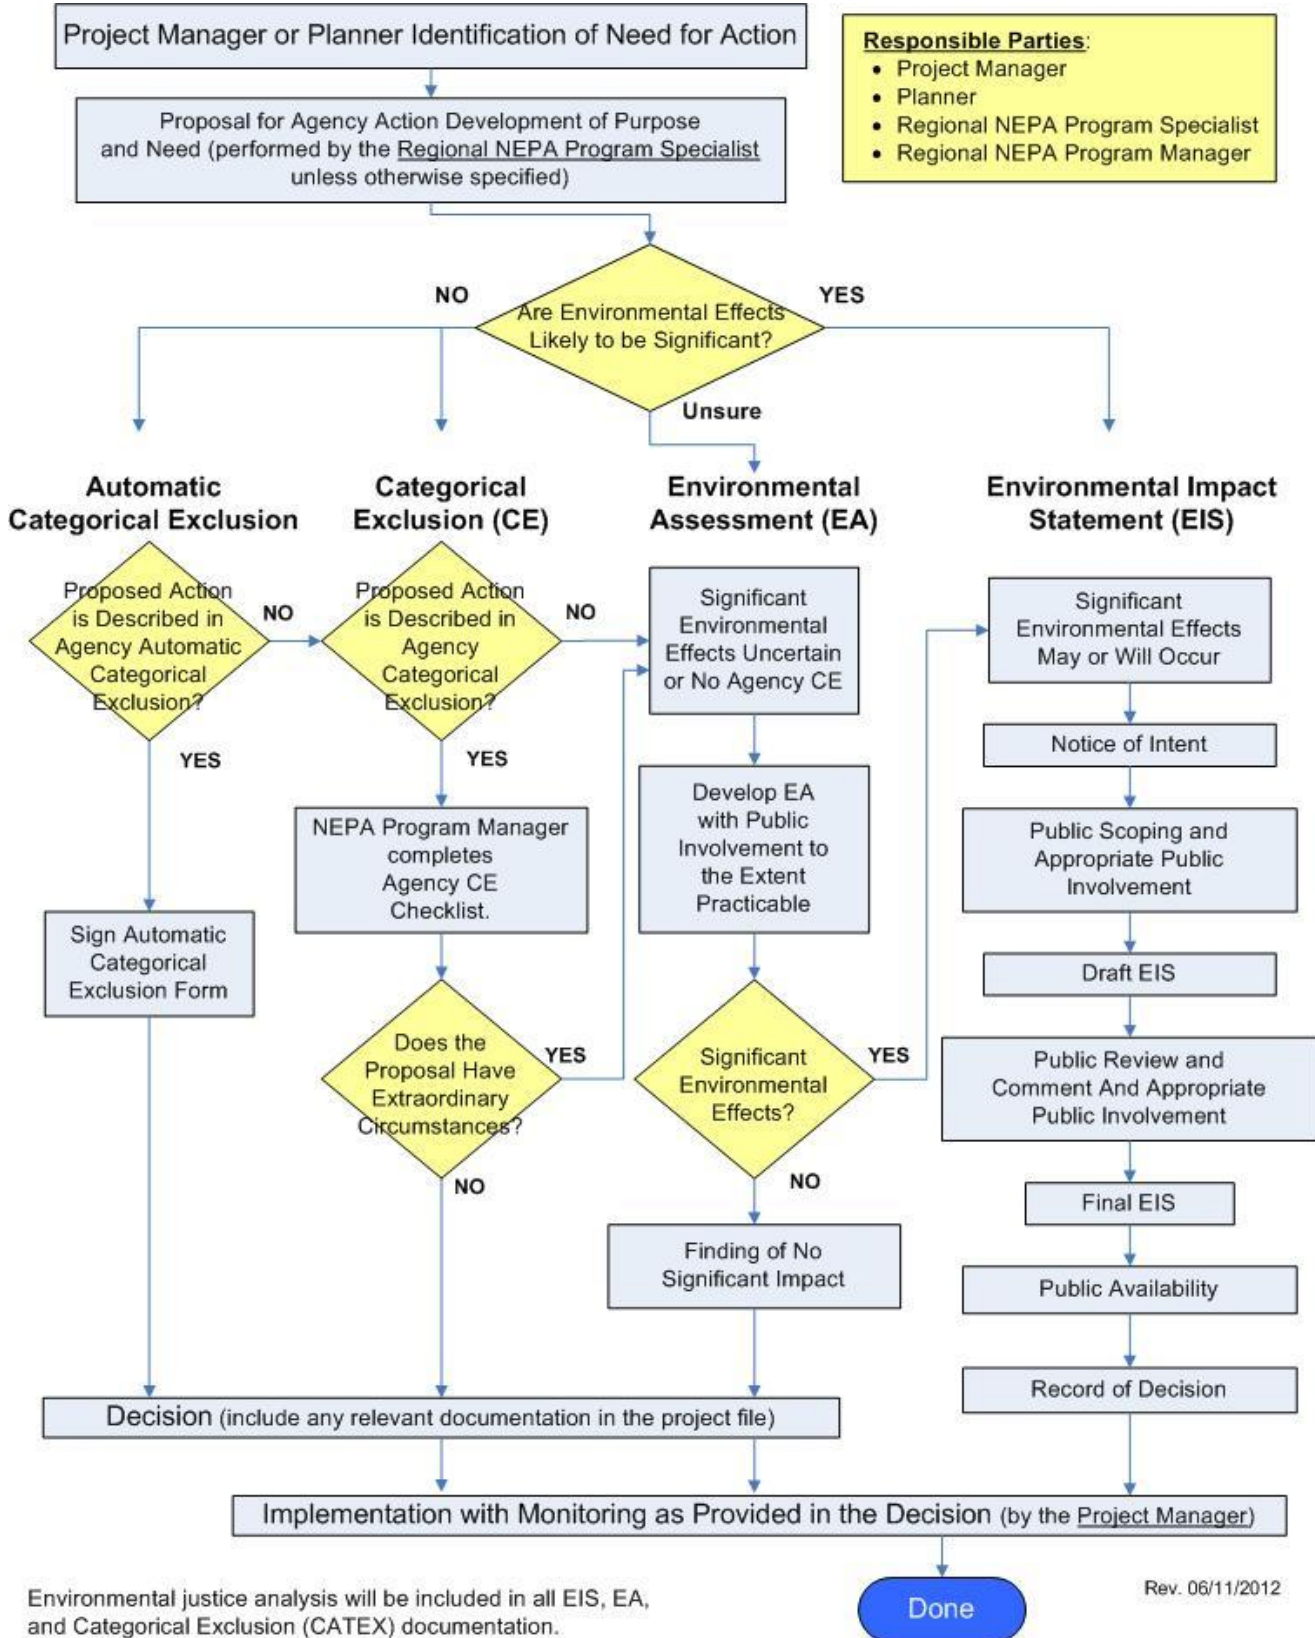 Project Manager or Planner Identification of Need for Action
Responsible Parties:
• Project Manager
• Planner
• Regional NEPA Program Specialist
• Regional NEPA Program Manager
Proposal for Agency Action Development of Purpose
and Need (performed by the Regional NEPA Program Specialist
unless otherwise specified)
NO
YES
Are Environmental Effects
Likely to be Significant?
Unsure
Automatic
Categorical Exclusion
Categorical
Exclusion (CE)
Environmental
Assessment (EA)
Environmental Impact
Statement (EIS)
Proposed Action
is Described in
Agency Automatic
Categorical
Exclusion?
NO
YES
Sign Automatic
Categorical
Exclusion Form
Proposed Action
is Described in
Agency
Categorical
Exclusion?
NO
YES
NEPA Program Manager
completes
Agency CE
Checklist.
Does the
Proposal Have
Extraordinary
Circumstances?
YES
NO
Significant
Environmental
Effects Uncertain
or No Agency CE
Develop EA
with Public
Involvement to
the Extent
Practicable
Significant
Environmental
Effects?
YES
NO
Finding of No
Significant Impact
Significant
Environmental Effects
May or Will Occur
Notice of Intent
Public Scoping and
Appropriate Public
Involvement
Draft EIS
Public Review and
Comment And Appropriate
Public Involvement
Final EIS
Public Availability
Record of Decision
Decision (include any relevant documentation in the project file)
Implementation with Monitoring as Provided in the Decision (by the Project Manager)
Done
Rev. 06/11/2012
Environmental justice analysis will be included in all EIS, EA,
and Categorical Exclusion (CATEX) documentation.